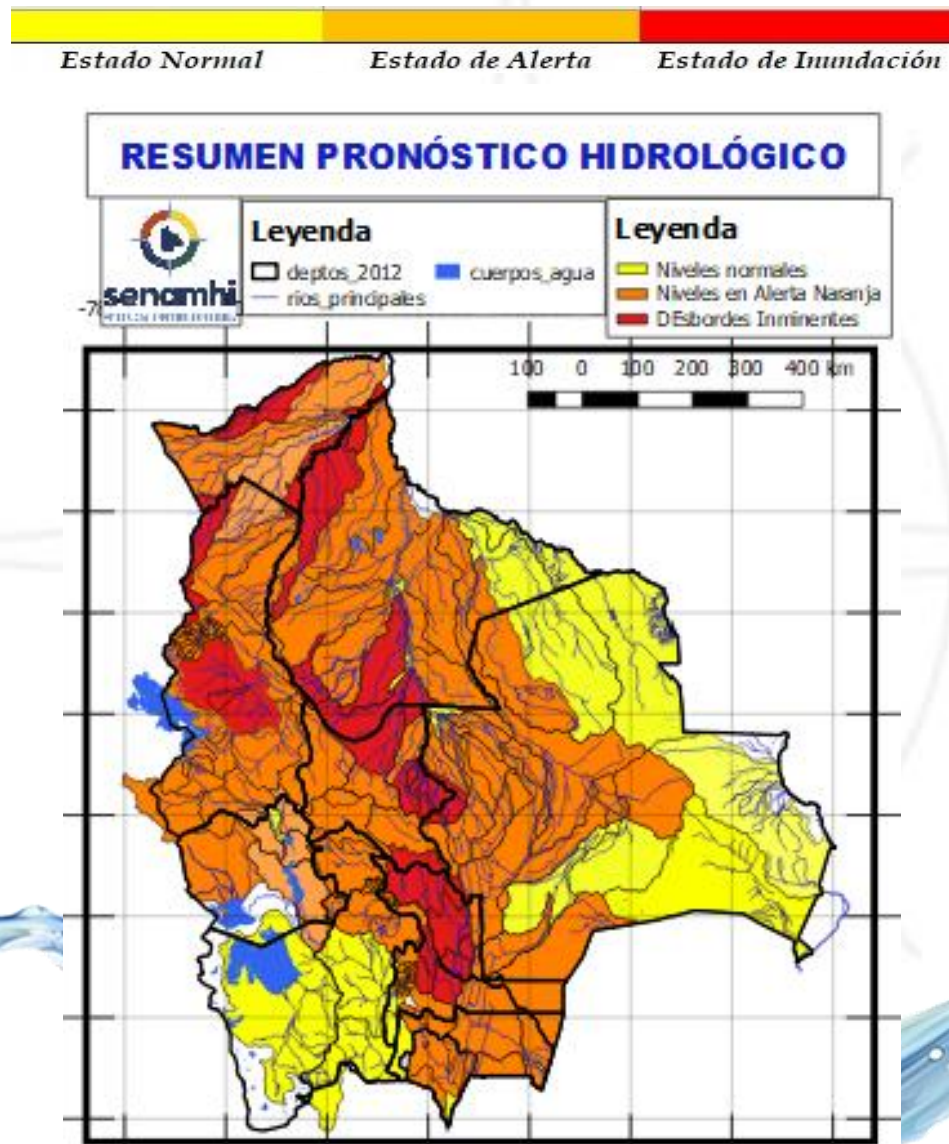 Estado Normal Estado de Alerta Estado de Inundación
RESUMEN PRONÓSTICO HIDROLÓGICO
senamhi
Leyenda
deptos_2012 cuerpos_agua
rios_principales
Leyenda
Niveles normales
Niveles en Alerta Naranja
DEsbordes Inminentes
100 0 100 200 300 400 km